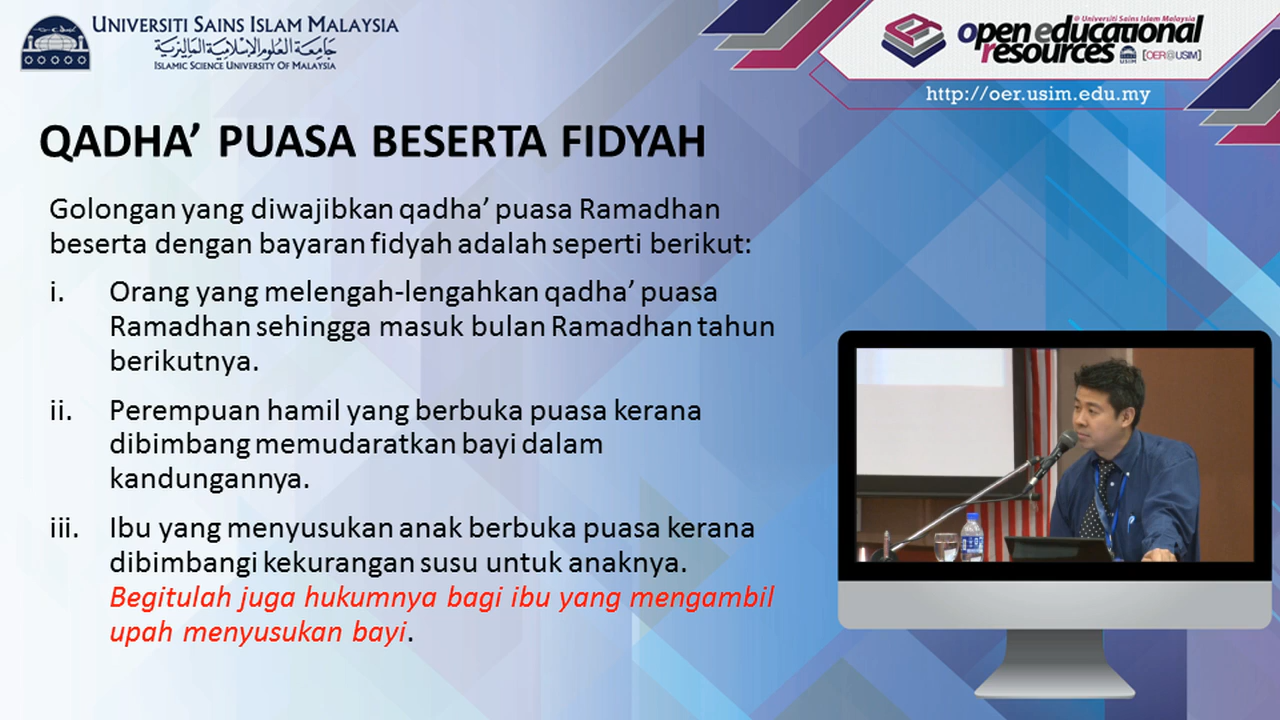 UNIVERSITI SAINS ISLAM MALAYSIA
جامعة العلوم الإسلامية الماليزية
ISLAMIC SCIENCE UNIVERSITY OF MALAYSIA
@ Universiti Sains Islam Malaysia
open educational
resources USIM [OER@USIM]
http://oer.usim.edu.my
QADHA’ PUASA BESERTA FIDYAH
Golongan yang diwajibkan qadha’ puasa Ramadhan
beserta dengan bayaran fidyah adalah seperti berikut:
i. Orang yang melengah-lengahkan qadha’ puasa
Ramadhan sehingga masuk bulan Ramadhan tahun
berikutnya.
ii. Perempuan hamil yang berbuka puasa kerana
dibimbang memudaratkan bayi dalam
kandungannya.
iii. Ibu yang menyusukan anak berbuka puasa kerana
dibimbangi kekurangan susu untuk anaknya.
Begitulah juga hukumnya bagi ibu yang mengambil
upah menyusukan bayi.